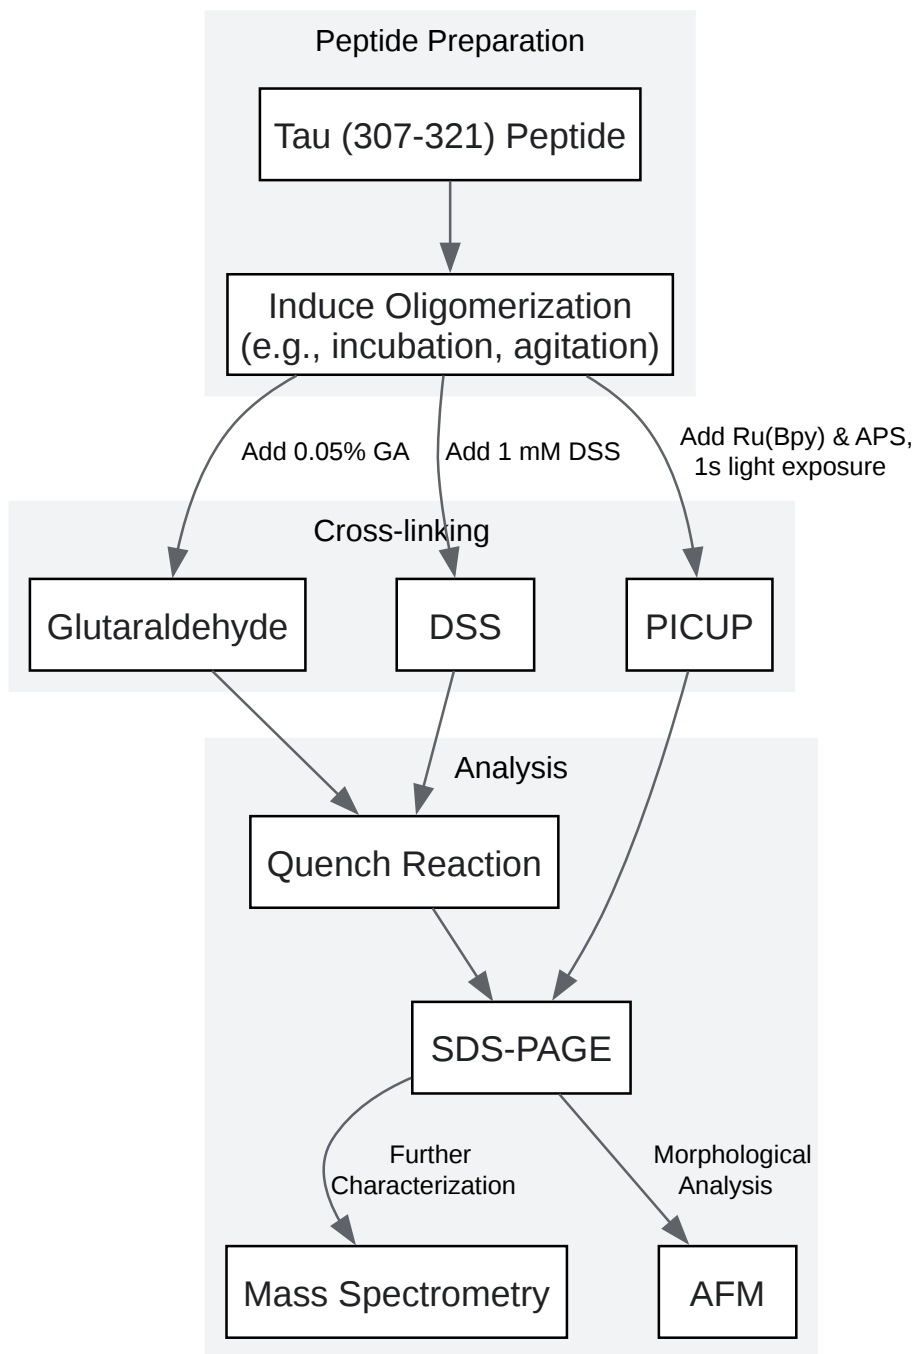 Peptide Preparation
Tau (307-321) Peptide
Induce Oligomerization
(e.g., incubation, agitation)
Add 0.05% GA
Add 1 mM DSS
Add Ru(Bpy) & APS,
1s light exposure
Cross-linking
Glutaraldehyde
DSS
PICUP
Analysis
Quench Reaction
SDS-PAGE
Further
Characterization
Morphological
Analysis
Mass Spectrometry
AFM